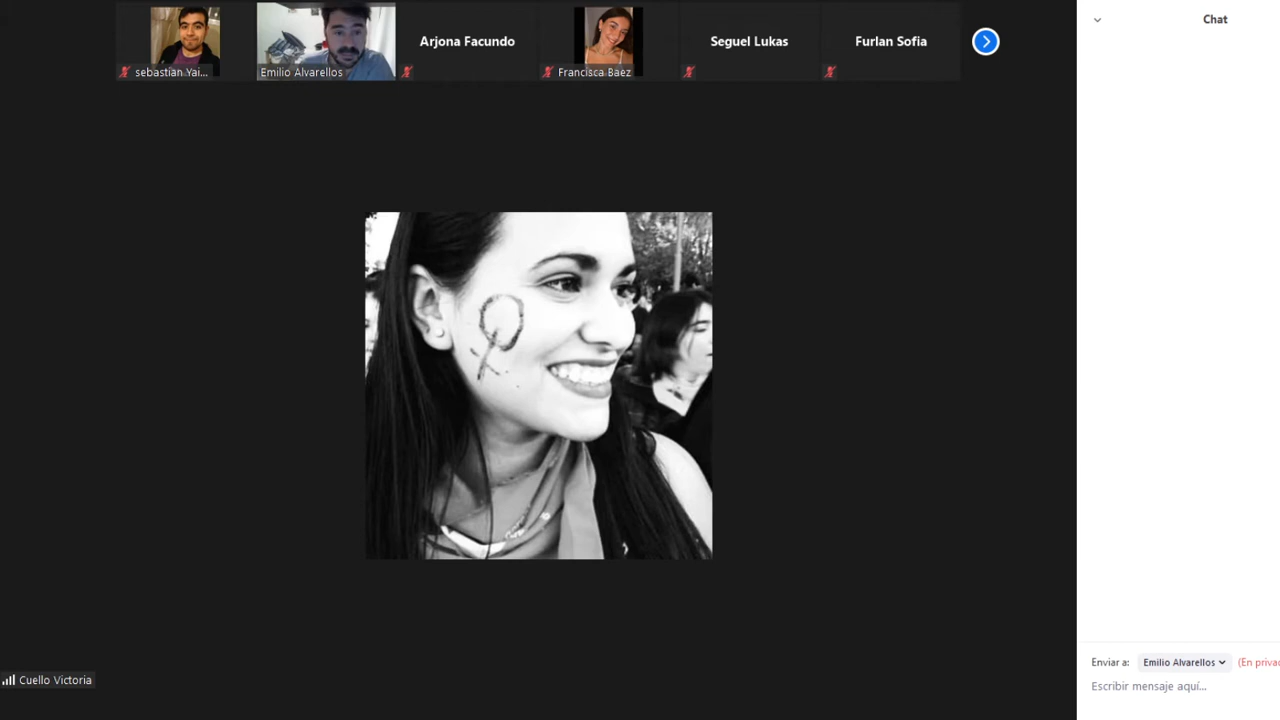 Chat
Arjona Facundo
Seguel Lukas
Furlan Sofia
sebastian Yai...
Emilio Alvarellos
Francisca Baez
Enviar a: Emilio Alvarellos (En privac
Cuello Victoria
Escribir mensaje aquí...